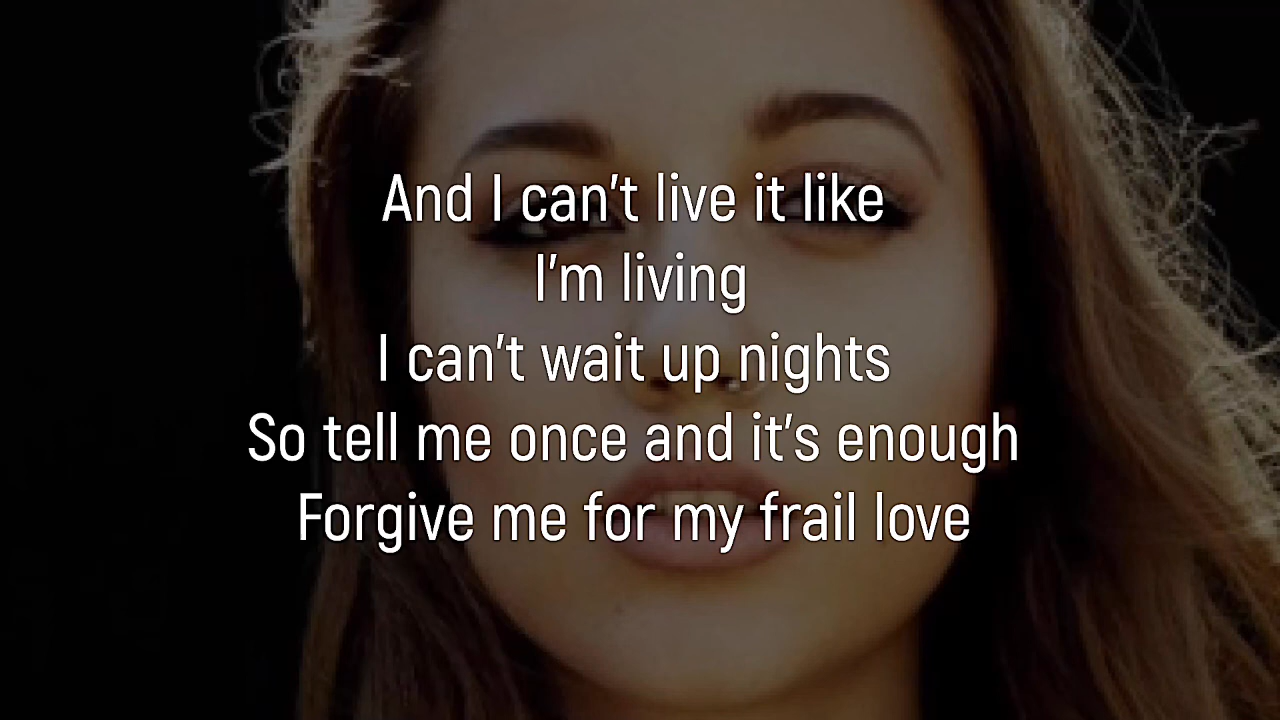 And I can't live it like
I'm living
I can't wait up nights
So tell me once and it's enough
Forgive me for my frail love